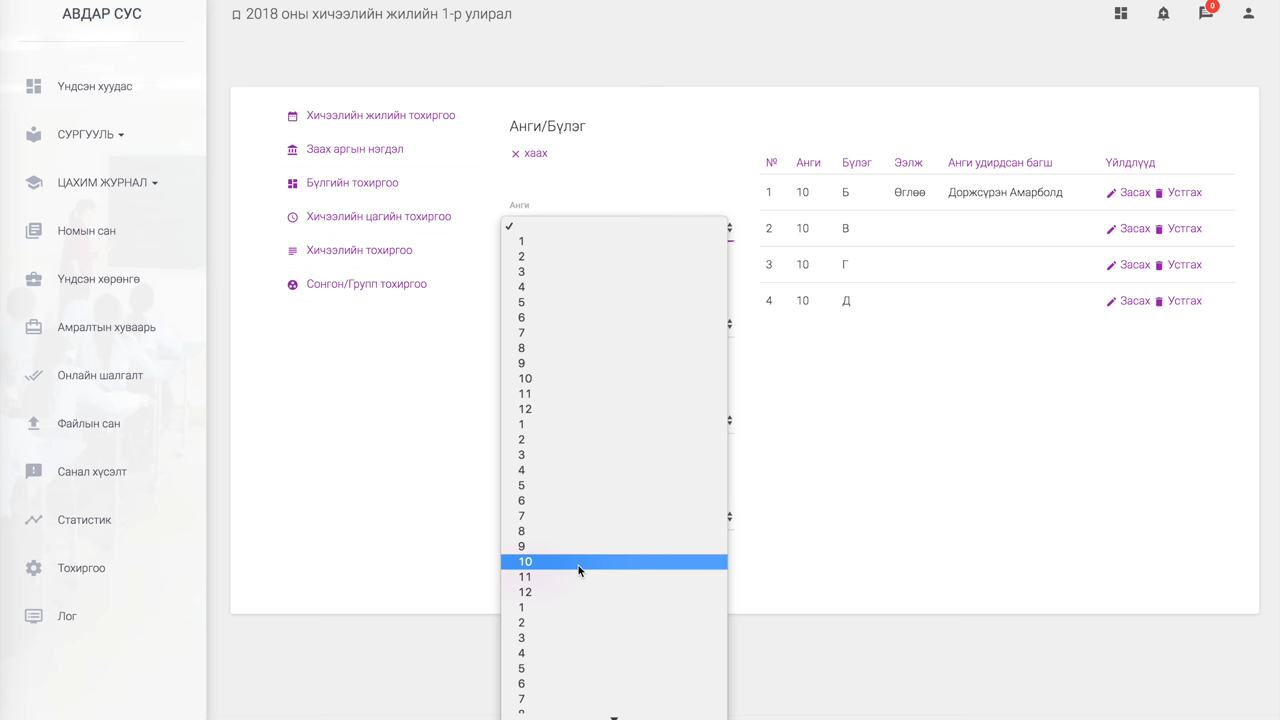 АВДАР СУС
2018 оны хичээлийн жилийн 1-р улирал
0
Үндсэн хуудас
СУРГУУЛЬ
ЦАХИМ ЖУРНАЛ
Номын сан
Үндсэн хөрөнгө
Амралтын хуваарь
Онлайн шалгалт
Файлын сан
Санал хүсэлт
Статистик
Тохиргоо
Лог
Хичээлийн жилийн тохиргоо
Заах аргын нэгдэл
Бүлгийн тохиргоо
Хичээлийн цагийн тохиргоо
Хичээлийн тохиргоо
Сонгон/Групп тохиргоо
Анги/Бүлэг
хаах
Анги
1
2
3
4
5
6
7
8
9
10
11
12
1
2
3
4
5
6
7
8
9
10
11
12
1
2
3
4
5
6
7
8
№ Анги Бүлэг Ээлж Анги удирдсан багш Үйлдлүүд
1 10 Б Өглөө Доржсүрэн Амарболд Засах Устгах
2 10 В Засах Устгах
3 10 Г Засах Устгах
4 10 Д Засах Устгах